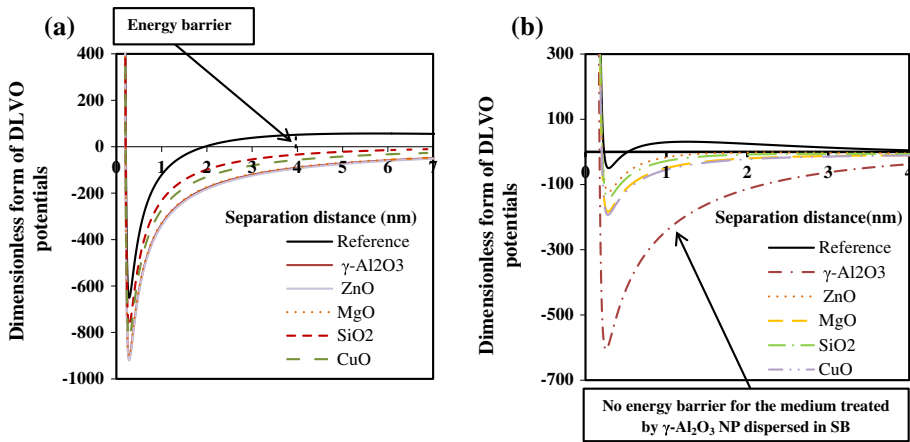 (a)
Energy barrier
Dimensionless form of DLVO
potentials
400
200
0
-200
-400
-600
-800
-1000
0 1 2 3 4 5 6 7
Separation distance (nm)
Reference
γ-Al2O3
ZnO
MgO
SiO2
CuO
(b)
Dimensionless form of DLVO
potentials
300
100
-100
-300
-500
-700
0 1 2 3 4
Separation distance(nm)
Reference
γ-Al2O3
ZnO
MgO
SiO2
CuO
No energy barrier for the medium treated
by γ-Al₂O₃ NP dispersed in SB